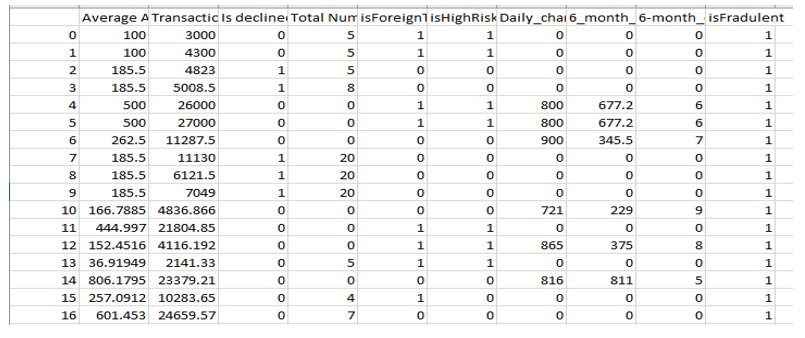 Average A Transactic Is decline Total Num isForeignT isHighRisk Daily_cha 6_month_ 6-month_ isFradulent
0 100 3000 0 5 1 1 0 0 0 1
1 100 4300 0 5 1 1 0 0 0 1
2 185.5 4823 1 5 0 0 0 0 0 1
3 185.5 5008.5 1 8 0 0 0 0 0 1
4 500 26000 0 0 1 1 800 677.2 6 1
5 500 27000 0 0 1 1 800 677.2 6 1
6 262.5 11287.5 0 0 0 0 900 345.5 7 1
7 185.5 11130 1 20 0 0 0 0 0 1
8 185.5 6121.5 1 20 0 0 0 0 0 1
9 185.5 7049 1 20 0 0 0 0 0 1
10 166.7885 4836.866 0 0 0 0 721 229 9 1
11 444.997 21804.85 0 0 1 1 0 0 0 1
12 152.4516 4116.192 0 0 1 1 865 375 8 1
13 36.91949 2141.33 0 5 1 1 0 0 0 1
14 806.1795 23379.21 0 0 0 0 816 811 5 1
15 257.0912 10283.65 0 4 1 0 0 0 0 1
16 601.453 24659.57 0 7 0 0 0 0 0 1